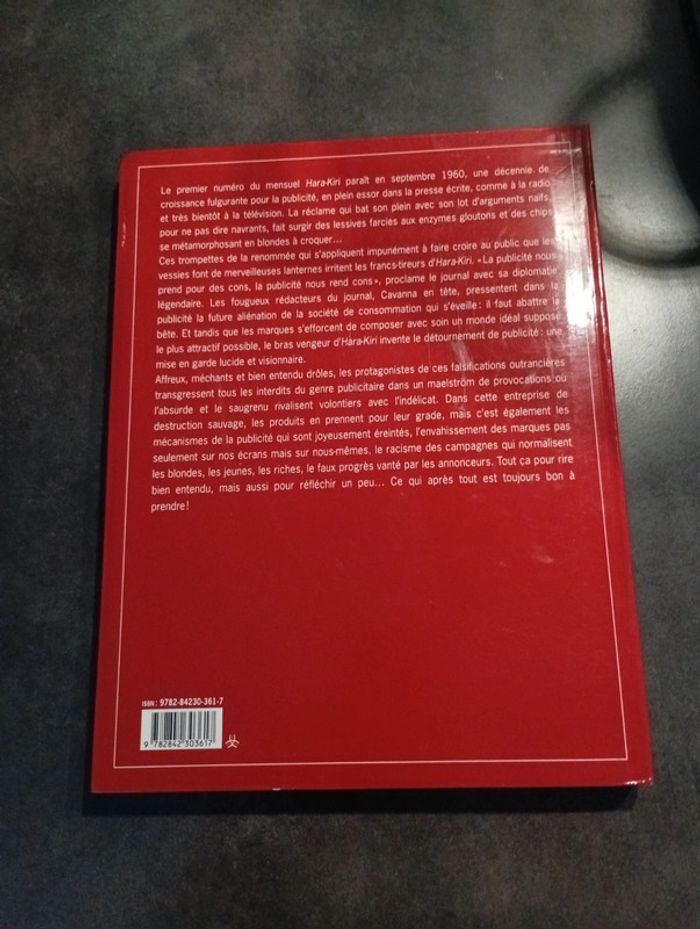 Le premier numéro du mensuel Hara-Kiri paraît en septembre 1960, une décennie de
croissance fulgurante pour la publicité, en plein essor dans la presse écrite, comme à la radio
et très bientôt à la télévision. La réclame qui bat son plein avec son lot d'arguments naïfs,
pour ne pas dire navrants, fait surgir des lessives farcies aux enzymes gloutons et des chips
se métamorphosant en blondes à croquer...
Ces trompettes de la renommée qui s'appliquent impunément à faire croire au public que les
vessies font de merveilleuses lanternes irritent les francs-tireurs d'Hara-Kiri. «La publicité nous
prend pour des cons, la publicité nous rend cons», proclame le journal avec sa diplomatie
légendaire. Les fougueux rédacteurs du journal, Cavanna en tête, pressentent dans la
publicité la future aliénation de la société de consommation qui s'éveille : il faut abattre la
bête. Et tandis que les marques s'efforcent de composer avec soin un monde idéal supposé
le plus attractif possible, le bras vengeur d'Hara-Kiri invente le détournement de publicité : une
mise en garde lucide et visionnaire.
Affreux, méchants et bien entendu drôles, les protagonistes de ces falsifications outrancières
transgressent tous les interdits du genre publicitaire dans un maelström de provocations où
l'absurde et le saugrenu rivalisent volontiers avec l'indélicat. Dans cette entreprise de
destruction sauvage, les produits en prennent pour leur grade, mais c'est également les
mécanismes de la publicité qui sont joyeusement éreintés, l'envahissement des marques pas
seulement sur nos écrans mais sur nous-mêmes, le racisme des campagnes qui normalisent
les blondes, les jeunes, les riches, le faux progrès vanté par les annonceurs. Tout ça pour rire
bien entendu, mais aussi pour réfléchir un peu... Ce qui après tout est toujours bon à
prendre !
ISBN : 9782-84230-361-7
9 782842 303617